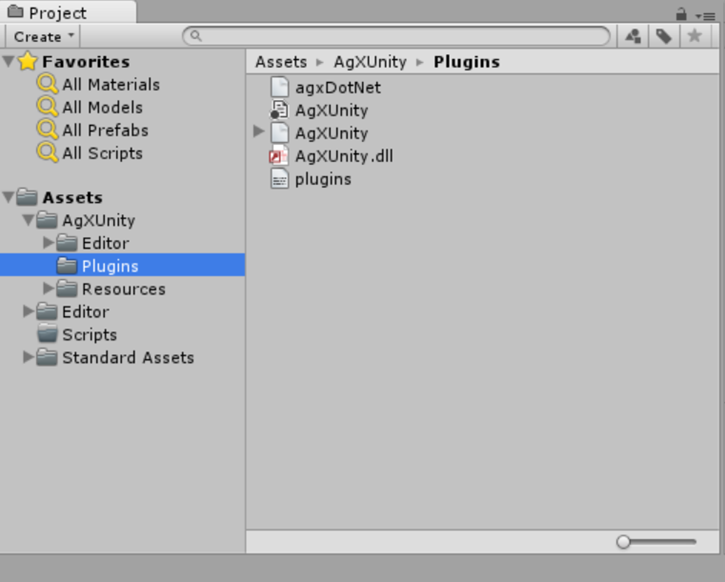 Project
Create
Favorites
All Materials
All Models
All Prefabs
All Scripts
Assets
AgXUnity
Editor
Plugins
Resources
Editor
Scripts
Standard Assets
Assets AgXUnity Plugins
agxDotNet
AgXUnity
AgXUnity
AgXUnity.dll
plugins